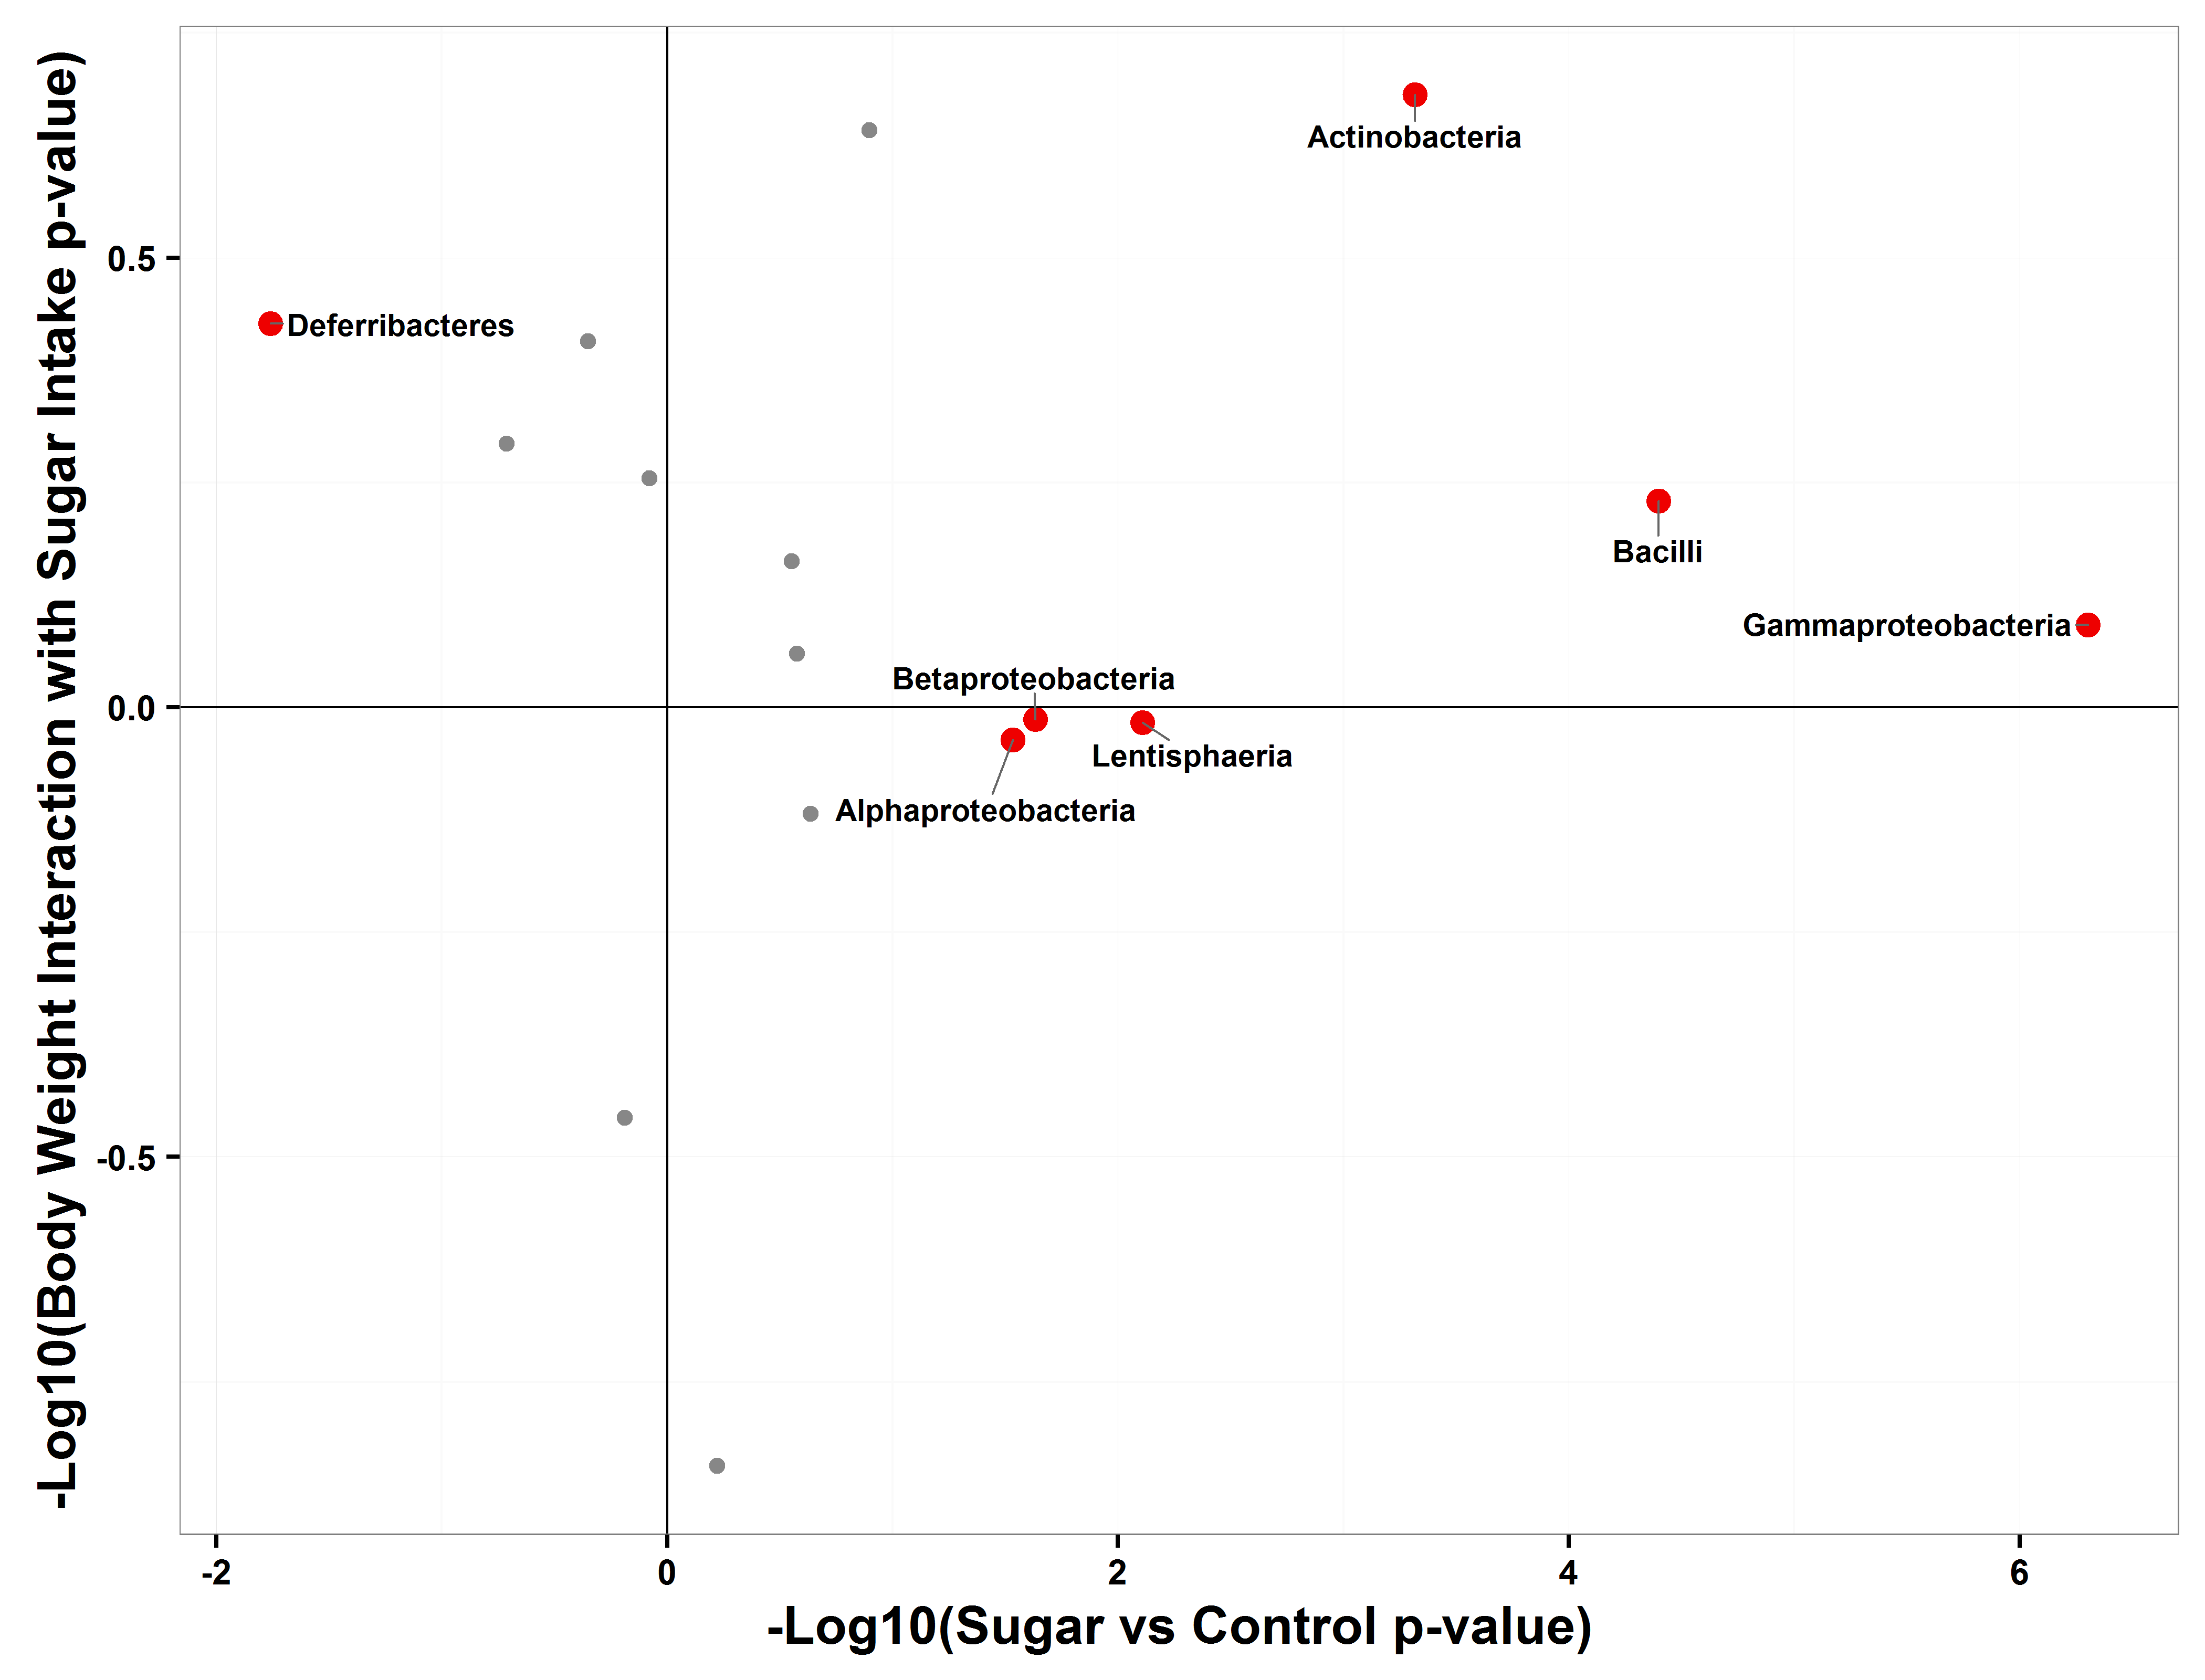 -Log10(Body Weight Interaction with Sugar Intake p-value)
0.5
0.0
-0.5
Actinobacteria
Deferribacteres
Bacilli
Gammaproteobacteria
Betaproteobacteria
Lentisphaeria
Alphaproteobacteria
-2 0 2 4 6
-Log10(Sugar vs Control p-value)